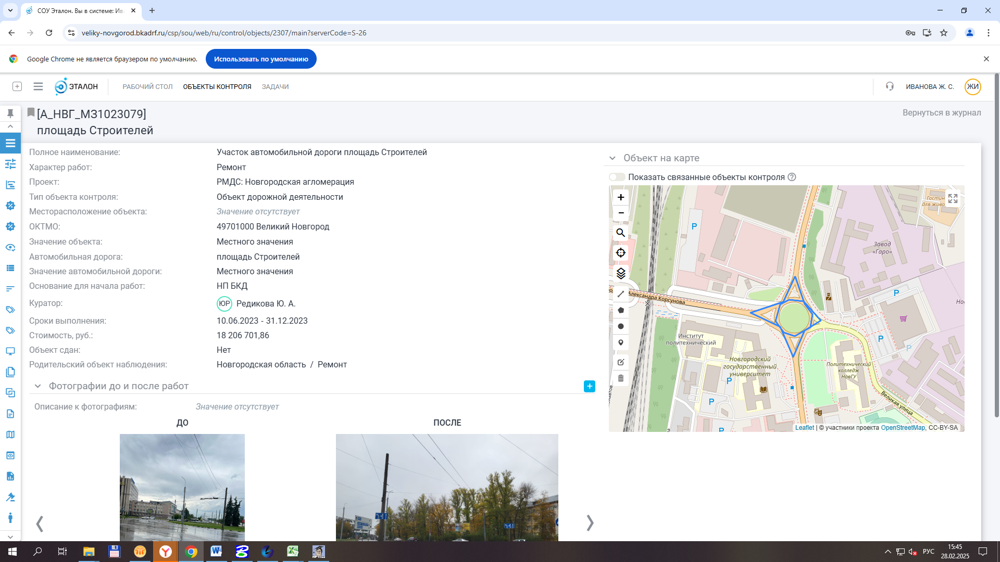 СОУ Эталон. Вы в системе: Ива
veliky-novgorod.bkadrf.ru/csp/sou/web/ru/control/objects/2307/main?serverCode=S-26
Google Chrome не является браузером по умолчанию.
Использовать по умолчанию
ЭТАЛОН
РАБОЧИЙ СТОЛ
ОБЪЕКТЫ КОНТРОЛЯ
ЗАДАЧИ
ИВАНОВА Ж. С.
ЖИ
[А_НВГ_МЗ1023079]
площадь Строителей
Вернуться в журнал
Полное наименование: Участок автомобильной дороги площадь Строителей
Характер работ: Ремонт
Проект: РМДС: Новгородская агломерация
Тип объекта контроля: Объект дорожной деятельности
Месторасположение объекта: Значение отсутствует
ОКТМО: 49701000 Великий Новгород
Значение объекта: Местного значения
Автомобильная дорога: площадь Строителей
Значение автомобильной дороги: Местного значения
Основание для начала работ: НП БКД
Куратор: ЮР Редикова Ю. А.
Сроки выполнения: 10.06.2023 - 31.12.2023
Стоимость, руб.: 18 206 701,86
Объект сдан: Нет
Родительский объект наблюдения: Новгородская область / Ремонт
Фотографии до и после работ
Описание к фотографиям: Значение отсутствует
ДО
ПОСЛЕ
Объект на карте
Показать связанные объекты контроля
Гостин
для живо
P
Завод
«Гаро»
P
Александра Корсунова
Но
Институт
политехнический
P
P
Новгородский
государственный
университет
Политехнический
колледж
НовГУ
P
P
Великая улица
P
Leaflet | © участники проекта OpenStreetMap, CC-BY-SA
РУС
15:45
28.02.2025